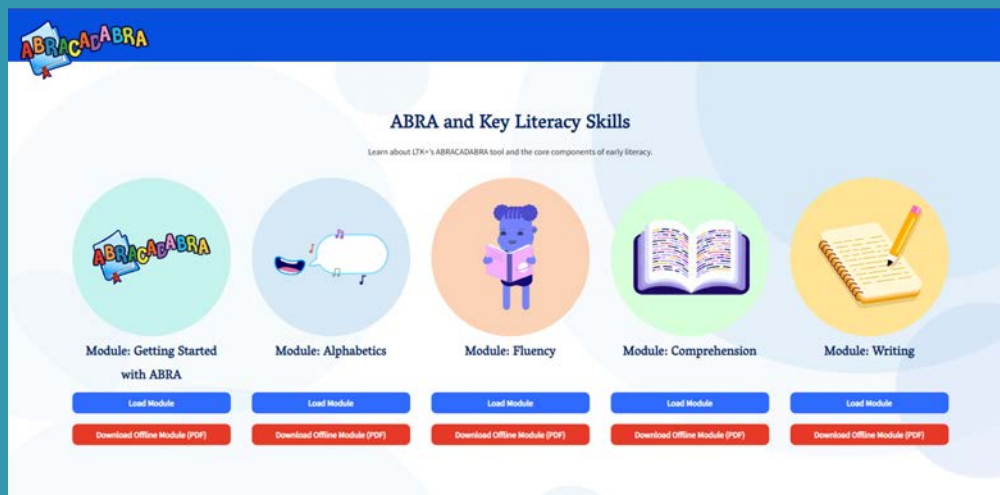 ABRACADABRA
ABRA and Key Literacy Skills
Learn about LTK+'s ABRACADABRA tool and the core components of early literacy.
ABRACADABRA
Module: Getting Started
with ABRA
Load Module
Download Offline Module (PDF)
Module: Alphabetics
Load Module
Download Offline Module (PDF)
Module: Fluency
Load Module
Download Offline Module (PDF)
Module: Comprehension
Load Module
Download Offline Module (PDF)
Module: Writing
Load Module
Download Offline Module (PDF)